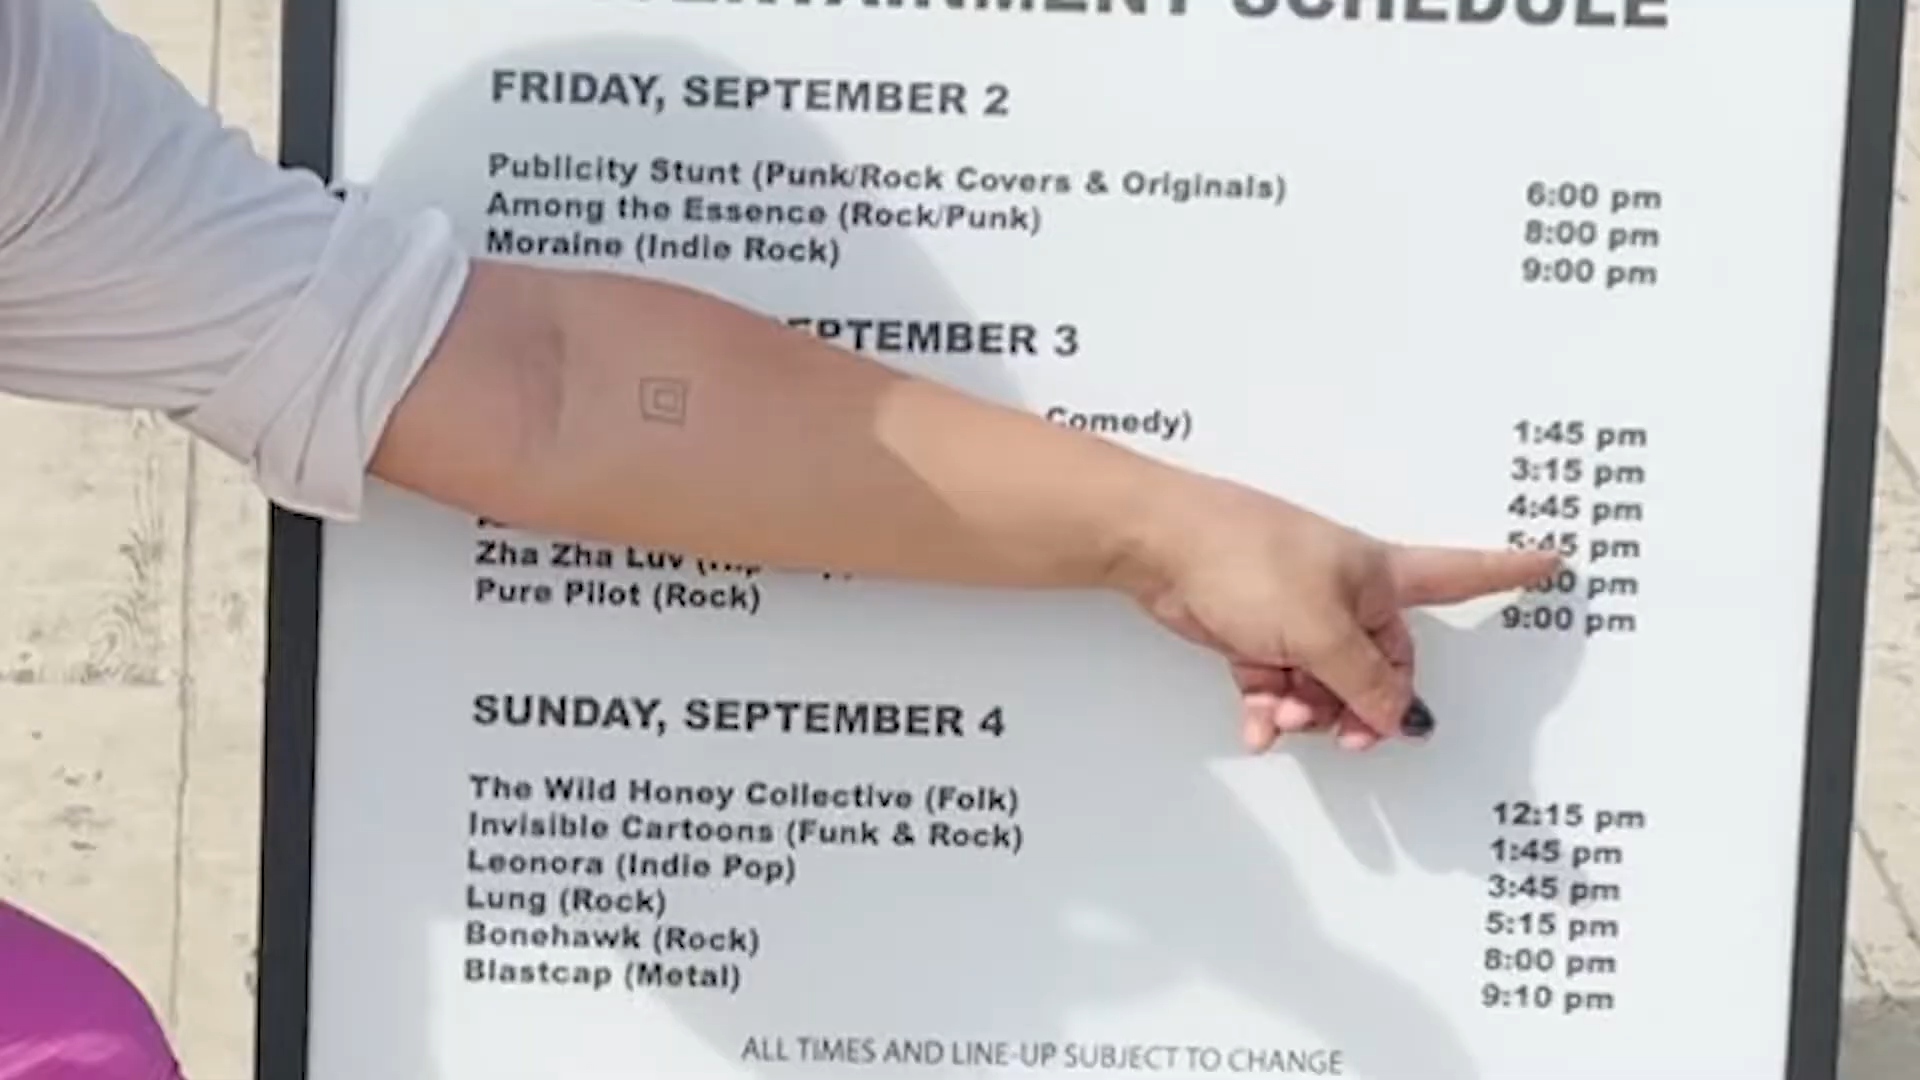 SCHEDULE
FRIDAY, SEPTEMBER 2
Publicity Stunt (Punk/Rock Covers & Originals) 6:00 pm
Among the Essence (Rock/Punk) 8:00 pm
Moraine (Indie Rock) 9:00 pm
3
Comedy) 1:45 pm
3:15 pm
4:45 pm
5:45 pm
Zha Zha Luv pm
Pure Pilot (Rock) 9:00 pm
SUNDAY, SEPTEMBER 4
The Wild Honey Collective (Folk) 12:15 pm
Invisible Cartoons (Funk & Rock) 1:45 pm
Leonora (Indie Pop) 3:45 pm
Lung (Rock) 5:15 pm
Bonehawk (Rock) 8:00 pm
Blastcap (Metal) 9:10 pm
ALL TIMES AND LINE-UP SUBJECT TO CHANGE